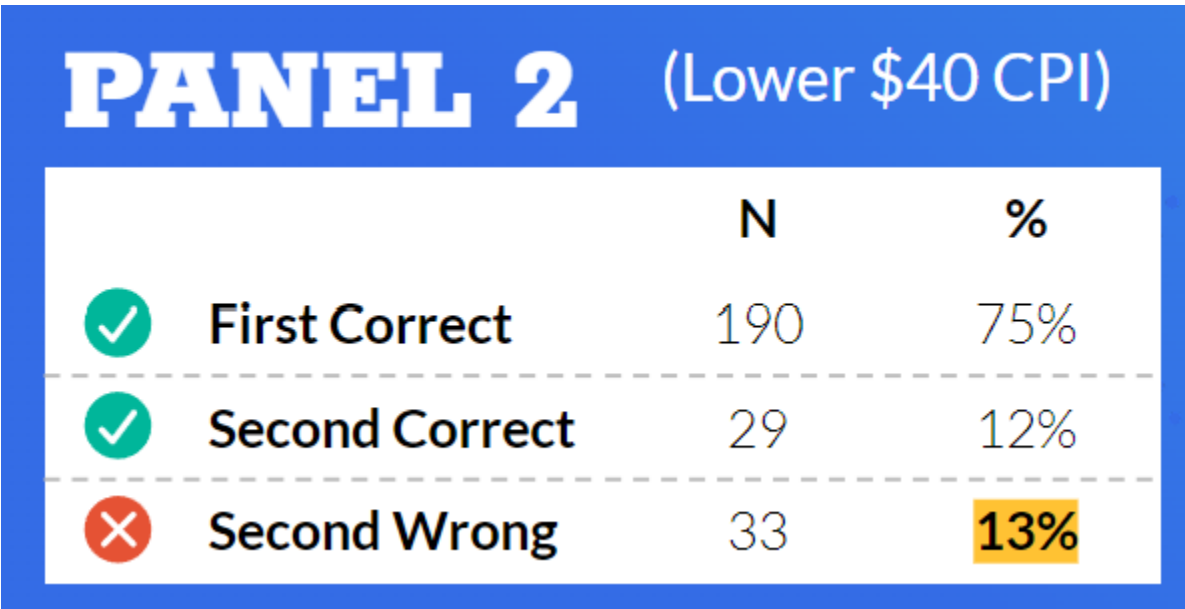 PANEL 2 (Lower $40 CPI)
N %
First Correct 190 75%
Second Correct 29 12%
Second Wrong 33 13%